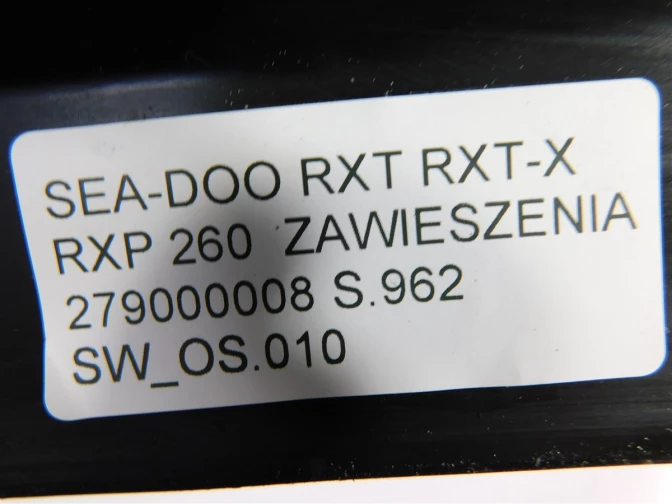 SEA-DOO RXT RXT-X
RXP 260 ZAWIESZENIA
279000008 S.962
SW_OS.010